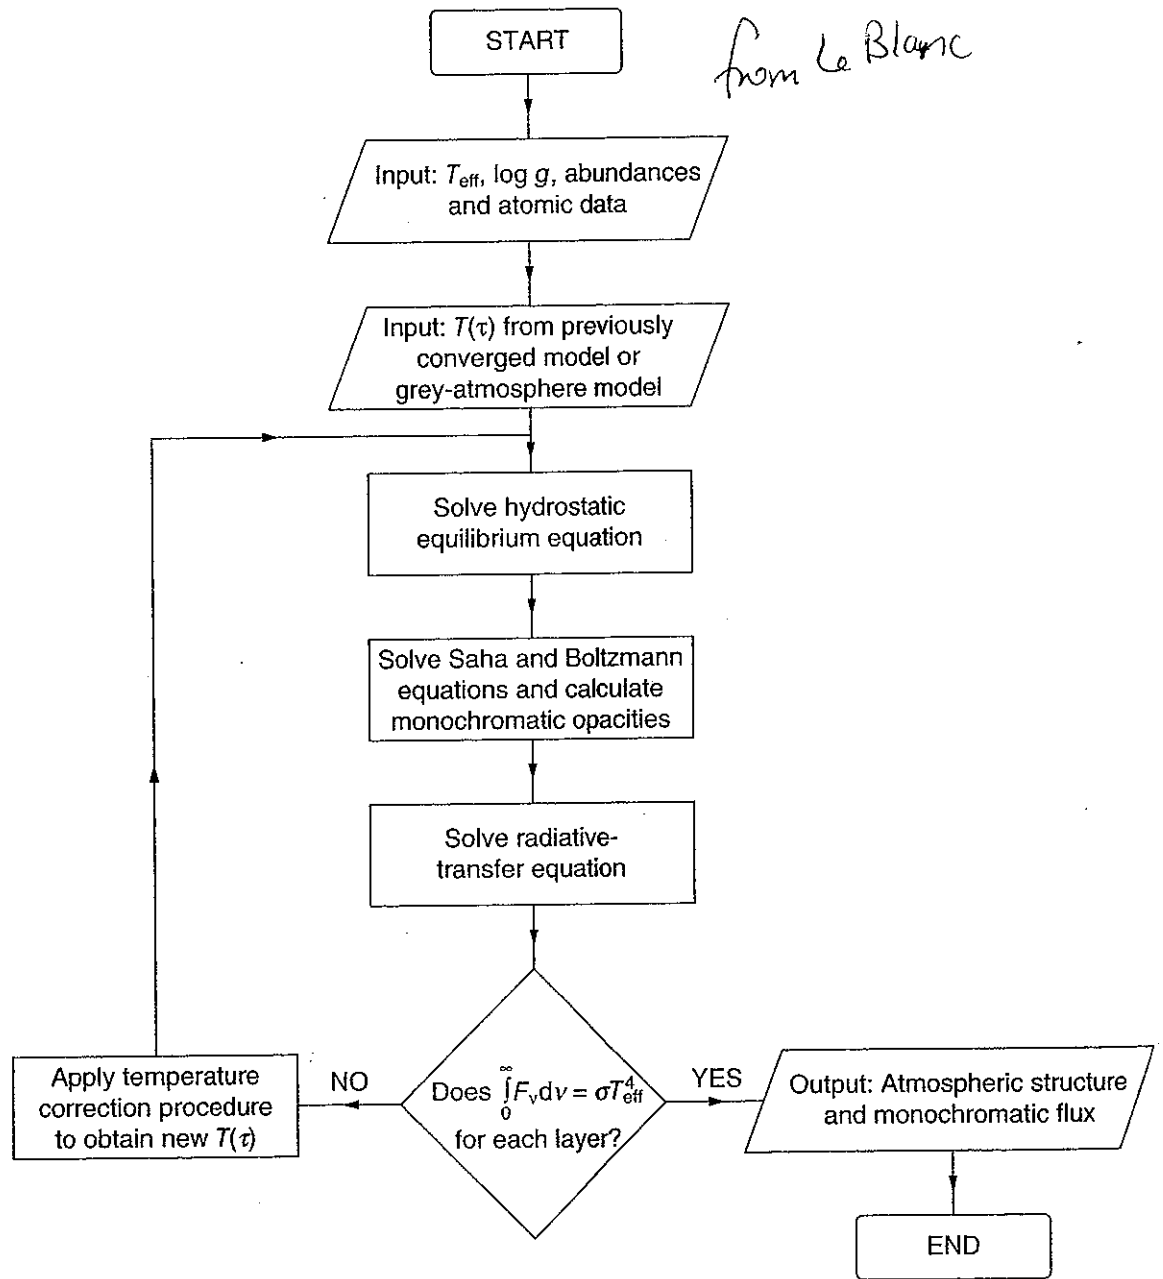 START
from Le Blanc
Input: T_eff, log g, abundances
and atomic data
Input: T(τ) from previously
converged model or
grey-atmosphere model
Solve hydrostatic
equilibrium equation
Solve Saha and Boltzmann
equations and calculate
monochromatic opacities
Solve radiative-
transfer equation
Does ∫₀^∞ F_ν dν = σT⁴_eff
for each layer?
NO
Apply temperature
correction procedure
to obtain new T(τ)
YES
Output: Atmospheric structure
and monochromatic flux
END